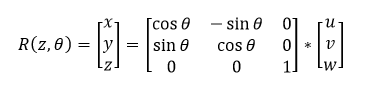 R(z, θ) = [x y z] = [cos θ − sin θ 0 sin θ cos θ 0 0 0 1] * [u v w]